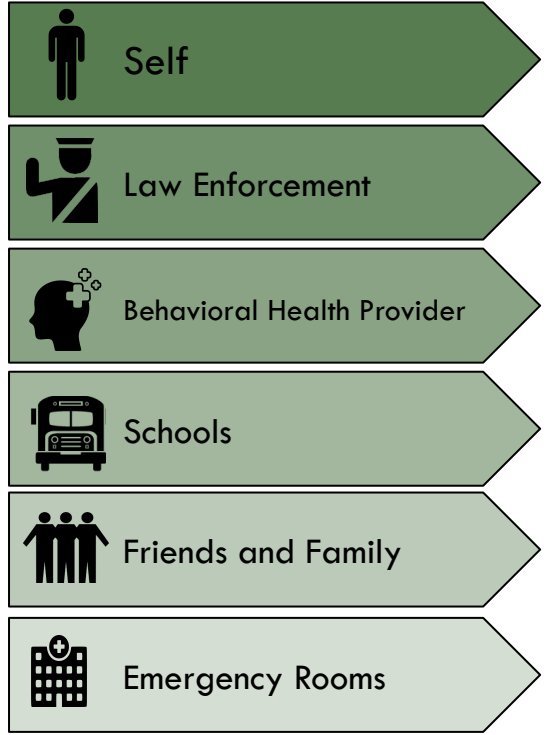 Self
Law Enforcement
Behavioral Health Provider
Schools
Friends and Family
Emergency Rooms